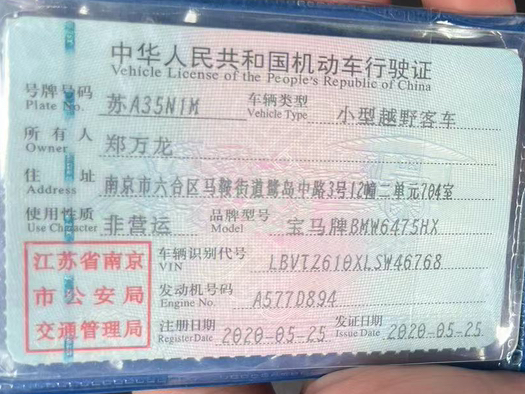 中华人民共和国机动车行驶证
Vehicle License of the People's Republic of China
号牌号码 苏A35N1M 车辆类型 小型越野客车
Plate No. Vehicle Type
所有人 郑万龙
Owner
住址 南京市六合区马鞍街道鹭岛中路3号12幢二单元704室
Address
使用性质 非营运 品牌型号 宝马牌BMW6475HX
Use Character Model
江苏省南京
市公安局
交通管理局
车辆识别代号 LBVTZ610XLSW46768
VIN
发动机号码 A577D894
Engine No.
注册日期 2020-05-25 发证日期 2020-05-25
Register Date Issue Date